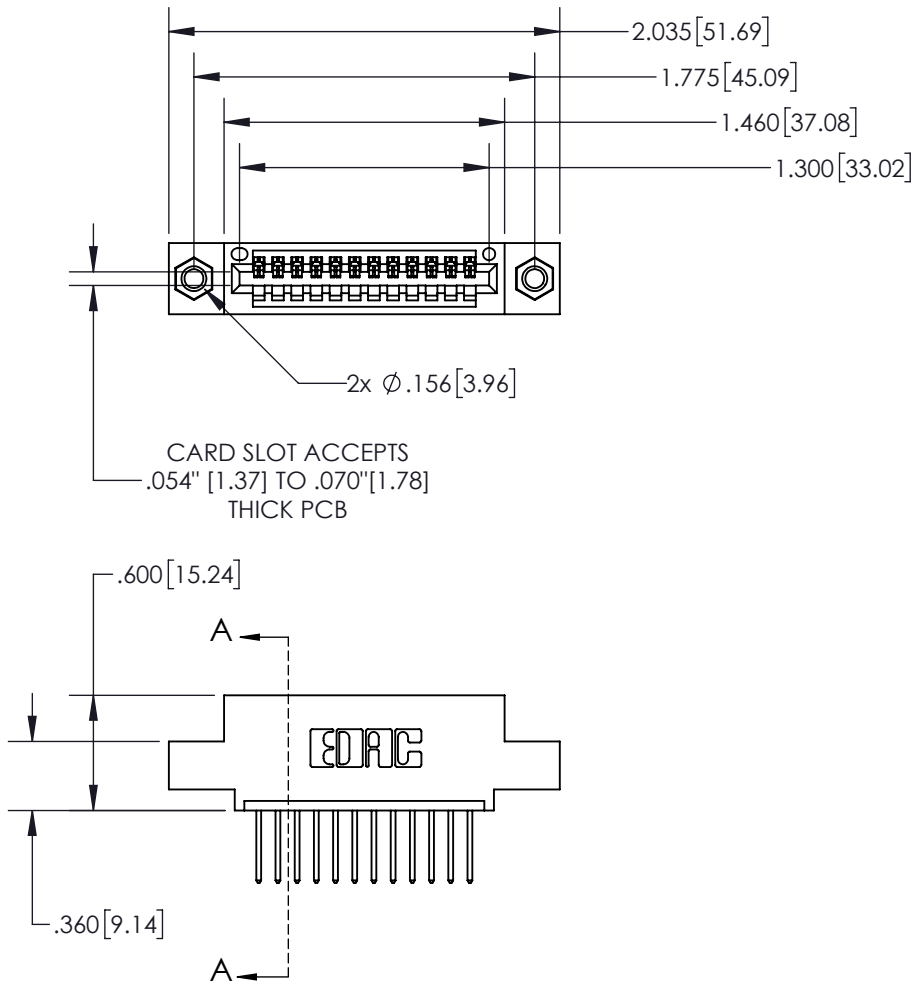 2.035[51.69]
1.775[45.09]
1.460[37.08]
1.300[33.02]
2x Ø.156[3.96]
CARD SLOT ACCEPTS
.054" [1.37] TO .070"[1.78]
THICK PCB
.600[15.24]
A
EDAC
.360[9.14]
A